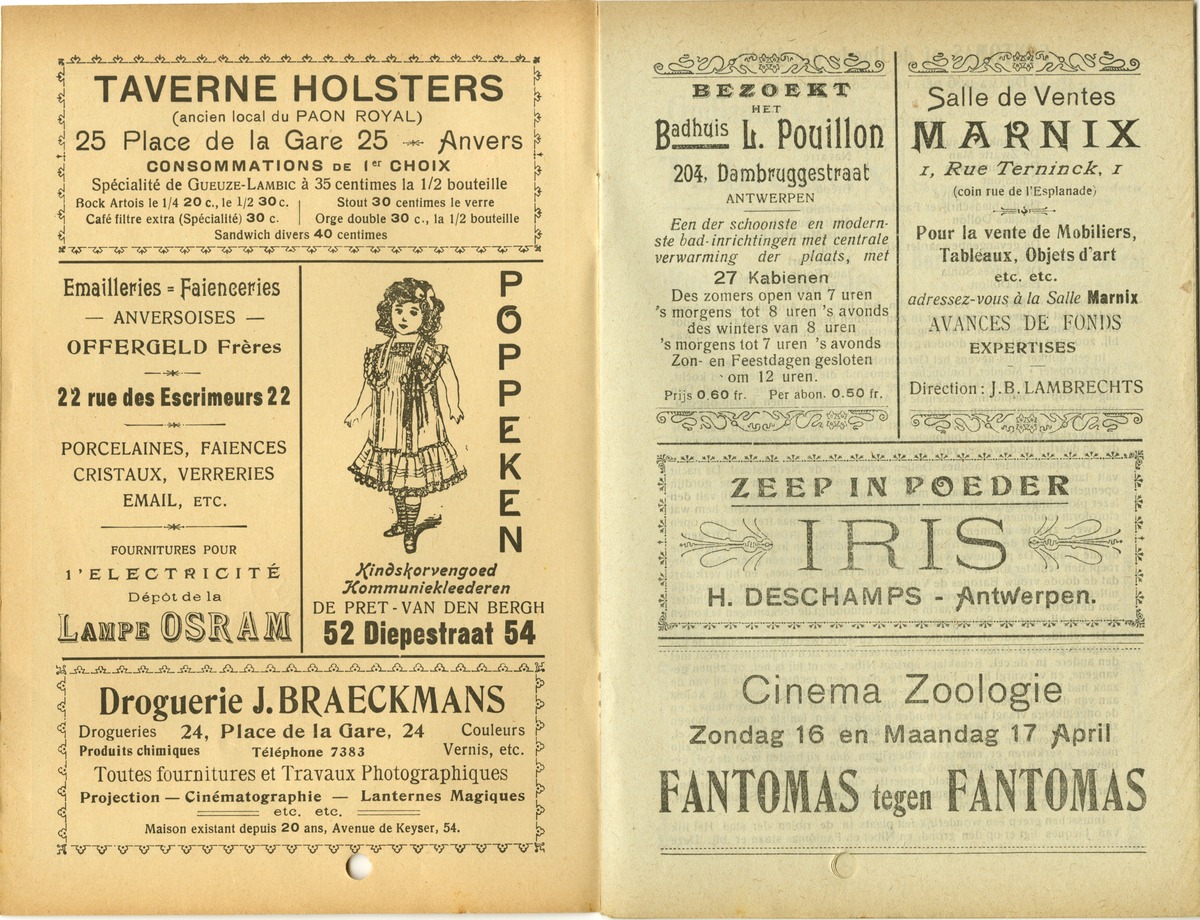 TAVERNE HOLSTERS
(ancien local du PAON ROYAL)
25 Place de la Gare 25 Anvers
CONSOMMATIONS DE 1er CHOIX
Spécialité de GUEUZE-LAMBIC à 35 centimes la 1/2 bouteille
Bock Artois le 1/4 20 c., le 1/2 30 c.
Café filtre extra (Spécialité) 30 c.
Stout 30 centimes le verre
Orge double 30 c., la 1/2 bouteille
Sandwich divers 40 centimes
Emailleries = Faienceries
— ANVERSOISES —
OFFERGELD Frères
22 rue des Escrimeurs 22
PORCELAINES, FAIENCES
CRISTAUX, VERRERIES
EMAIL, ETC.
FOURNITURES POUR
l'ELECTRICITÉ
Dépôt de la
LAMPE OSRAM
POPPEKEN
Kindskorvengoed
Kommuniekleederen
DE PRET - VAN DEN BERGH
52 Diepestraat 54
Droguerie J. BRAECKMANS
Drogueries 24, Place de la Gare, 24 Couleurs
Produits chimiques Téléphone 7383 Vernis, etc.
Toutes fournitures et Travaux Photographiques
Projection — Cinématographie — Lanternes Magiques
etc. etc.
Maison existant depuis 20 ans, Avenue de Keyser, 54.
BEZOEKT
HET
Badhuis L. Pouillon
204, Dambruggestraat
ANTWERPEN
Een der schoonste en modern-
ste bad-inrichtingen met centrale
verwarming der plaats, met
27 Kabienen
Des zomers open van 7 uren
's morgens tot 8 uren 's avonds
des winters van 8 uren
's morgens tot 7 uren 's avonds
Zon- en Feestdagen gesloten
om 12 uren.
Prijs 0,60 fr. Per abon. 0.50 fr.
Salle de Ventes
MARNIX
1, Rue Terninck, 1
(coin rue de l'Esplanade)
Pour la vente de Mobiliers,
Tableaux, Objets d'art
etc. etc.
adressez-vous à la Salle Marnix
AVANCES DE FONDS
EXPERTISES
Direction : J. B. LAMBRECHTS
ZEEP IN POEDER
IRIS
H. DESCHAMPS - Antwerpen.
Cinema Zoologie
Zondag 16 en Maandag 17 April
FANTOMAS tegen FANTOMAS